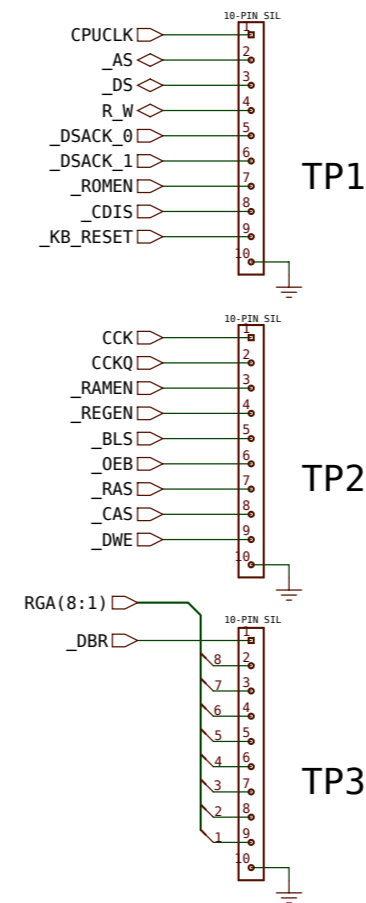 10-PIN SIL
CPUCLK 1
_AS 2
_DS 3
R_W 4
_DSACK_0 5
_DSACK_1 6
_ROMEN 7
_CDIS 8
_KB_RESET 9
10
TP1
10-PIN SIL
CCK 1
CCKQ 2
_RAMEN 3
_REGEN 4
_BLS 5
_OEB 6
_RAS 7
_CAS 8
_DWE 9
10
TP2
RGA(8:1)
10-PIN SIL
_DBR 1
8 2
7 3
6 4
5 5
4 6
3 7
2 8
1 9
10
TP3